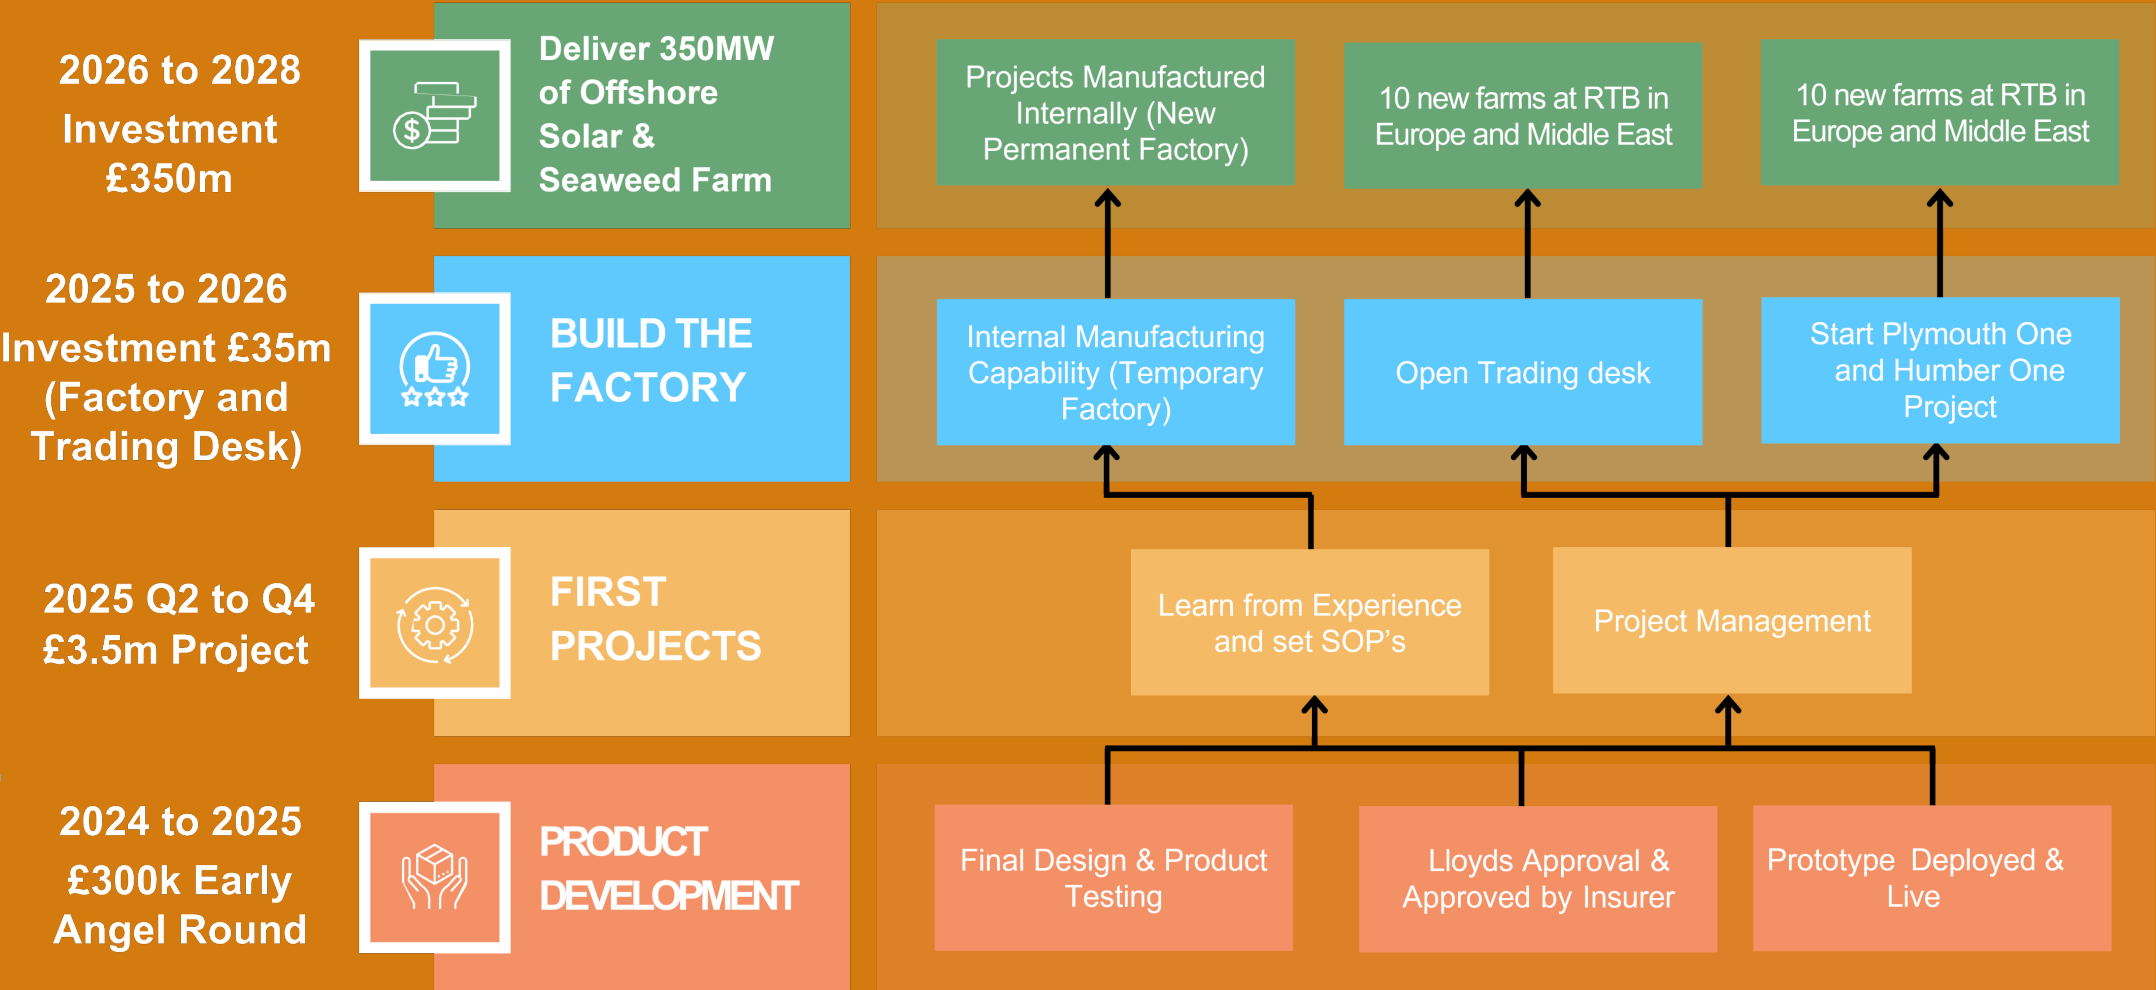 2026 to 2028
Investment
£350m
Deliver 350MW
of Offshore
Solar &
Seaweed Farm
Projects Manufactured
Internally (New
Permanent Factory)
10 new farms at RTB in
Europe and Middle East
10 new farms at RTB in
Europe and Middle East
2025 to 2026
Investment £35m
(Factory and
Trading Desk)
BUILD THE
FACTORY
Internal Manufacturing
Capability (Temporary
Factory)
Open Trading desk
Start Plymouth One
and Humber One
Project
2025 Q2 to Q4
£3.5m Project
FIRST
PROJECTS
Learn from Experience
and set SOP's
Project Management
2024 to 2025
£300k Early
Angel Round
PRODUCT
DEVELOPMENT
Final Design & Product
Testing
Lloyds Approval &
Approved by Insurer
Prototype Deployed &
Live